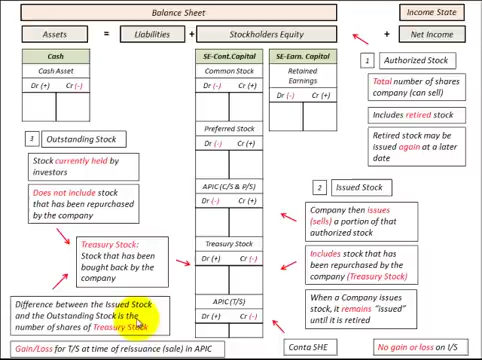 Balance Sheet
Income State
Assets = Liabilities + Stockholders Equity + Net Income
Cash
Cash Asset
Dr (+) Cr (-)
SE-Cont.Capital
Common Stock
Dr (-) Cr (+)
Preferred Stock
Dr (-) Cr (+)
APIC (C/S & P/S)
Dr (-) Cr (+)
Treasury Stock
Dr (+) Cr (-)
APIC (T/S)
Dr (-) Cr (+)
SE-Earn. Capital
Retained
Earnings
Dr (-) Cr (+)
1 Authorized Stock
Total number of shares
company (can sell)
Includes retired stock
Retired stock may be
issued again at a later
date
2 Issued Stock
Company then issues
(sells) a portion of that
authorized stock
Includes stock that has
been repurchased by the
company (Treasury Stock)
When a Company issues
stock, it remains "issued"
until it is retired
3 Outstanding Stock
Stock currently held by
investors
Does not include stock
that has been repurchased
by the company
Treasury Stock:
Stock that has been
bought back by the
company
Difference between the Issued Stock
and the Outstanding Stock is the
number of shares of Treasury Stock
Gain/Loss for T/S at time of reissuance (sale) in APIC
Conta SHE
No gain or loss on I/S